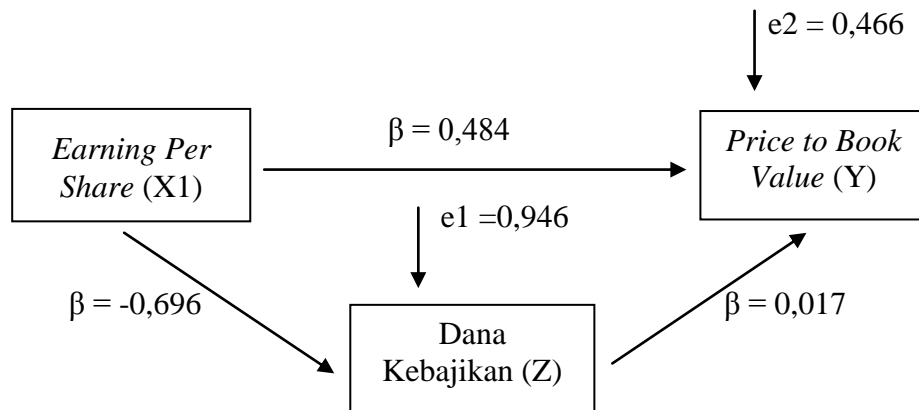 e2 = 0,466
Earning Per
Share (X1)
β = 0,484
Price to Book
Value (Y)
e1 =0,946
β = -0,696
β = 0,017
Dana
Kebajikan (Z)